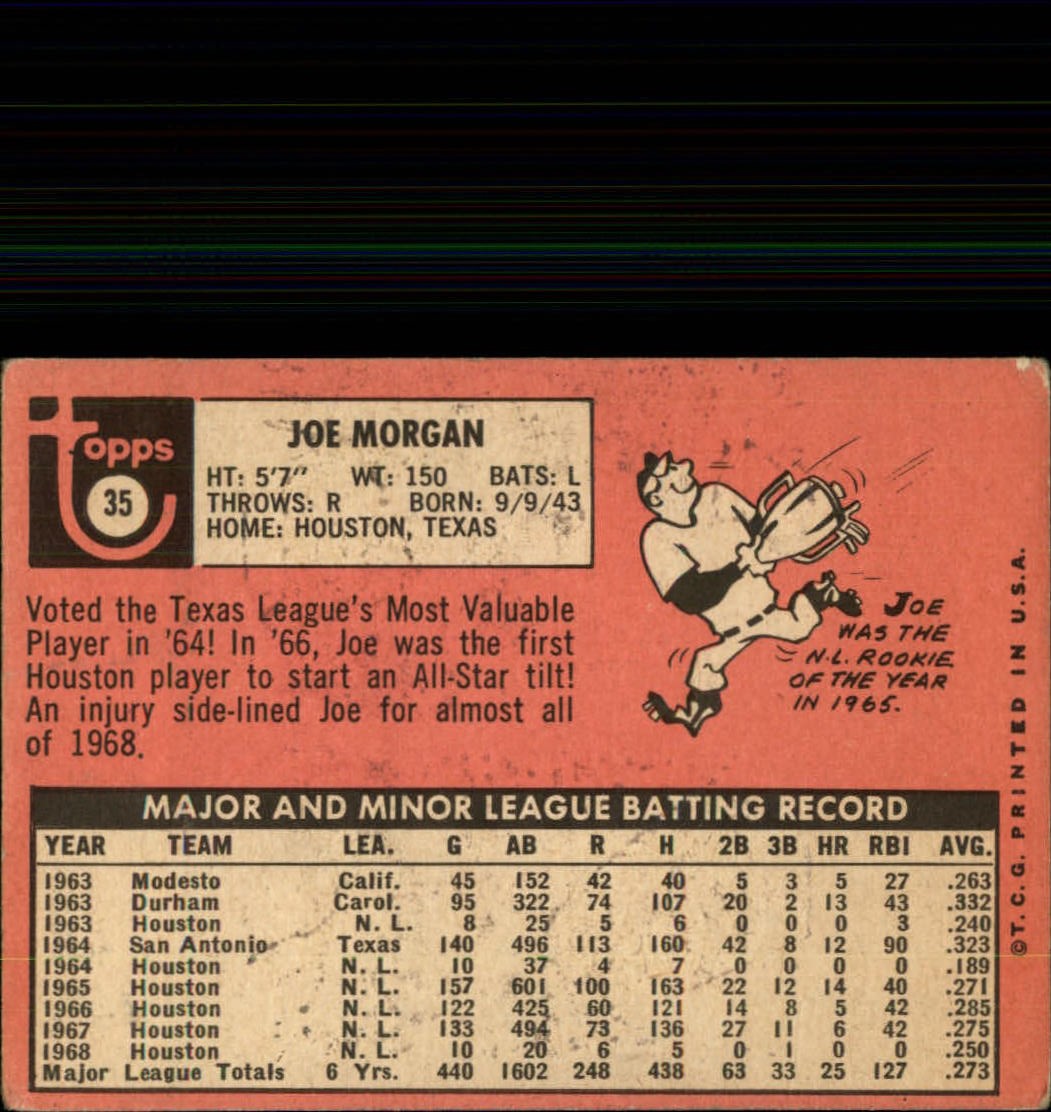 Topps
35
JOE MORGAN
HT: 5'7" WT: 150 BATS: L
THROWS: R BORN: 9/9/43
HOME: HOUSTON, TEXAS
Voted the Texas League's Most Valuable
Player in '64! In '66, Joe was the first
Houston player to start an All-Star tilt!
An injury side-lined Joe for almost all
of 1968.
JOE
WAS THE
N.L. ROOKIE
OF THE YEAR
IN 1965.
MAJOR AND MINOR LEAGUE BATTING RECORD
YEAR TEAM LEA. G AB R H 2B 3B HR RBI AVG.
1963 Modesto Calif. 45 152 42 40 5 3 5 27 .263
1963 Durham Carol. 95 322 74 107 20 2 13 43 .332
1963 Houston N. L. 8 25 5 6 0 0 0 3 .240
1964 San Antonio Texas 140 496 113 160 42 8 12 90 .323
1964 Houston N. L. 10 37 4 7 0 0 0 0 .189
1965 Houston N. L. 157 601 100 163 22 12 14 40 .271
1966 Houston N. L. 122 425 60 121 14 8 5 42 .285
1967 Houston N. L. 133 494 73 136 27 11 6 42 .275
1968 Houston N. L. 10 20 6 5 0 1 0 0 .250
Major League Totals 6 Yrs. 440 1602 248 438 63 33 25 127 .273
©T.C.G. PRINTED IN U.S.A.